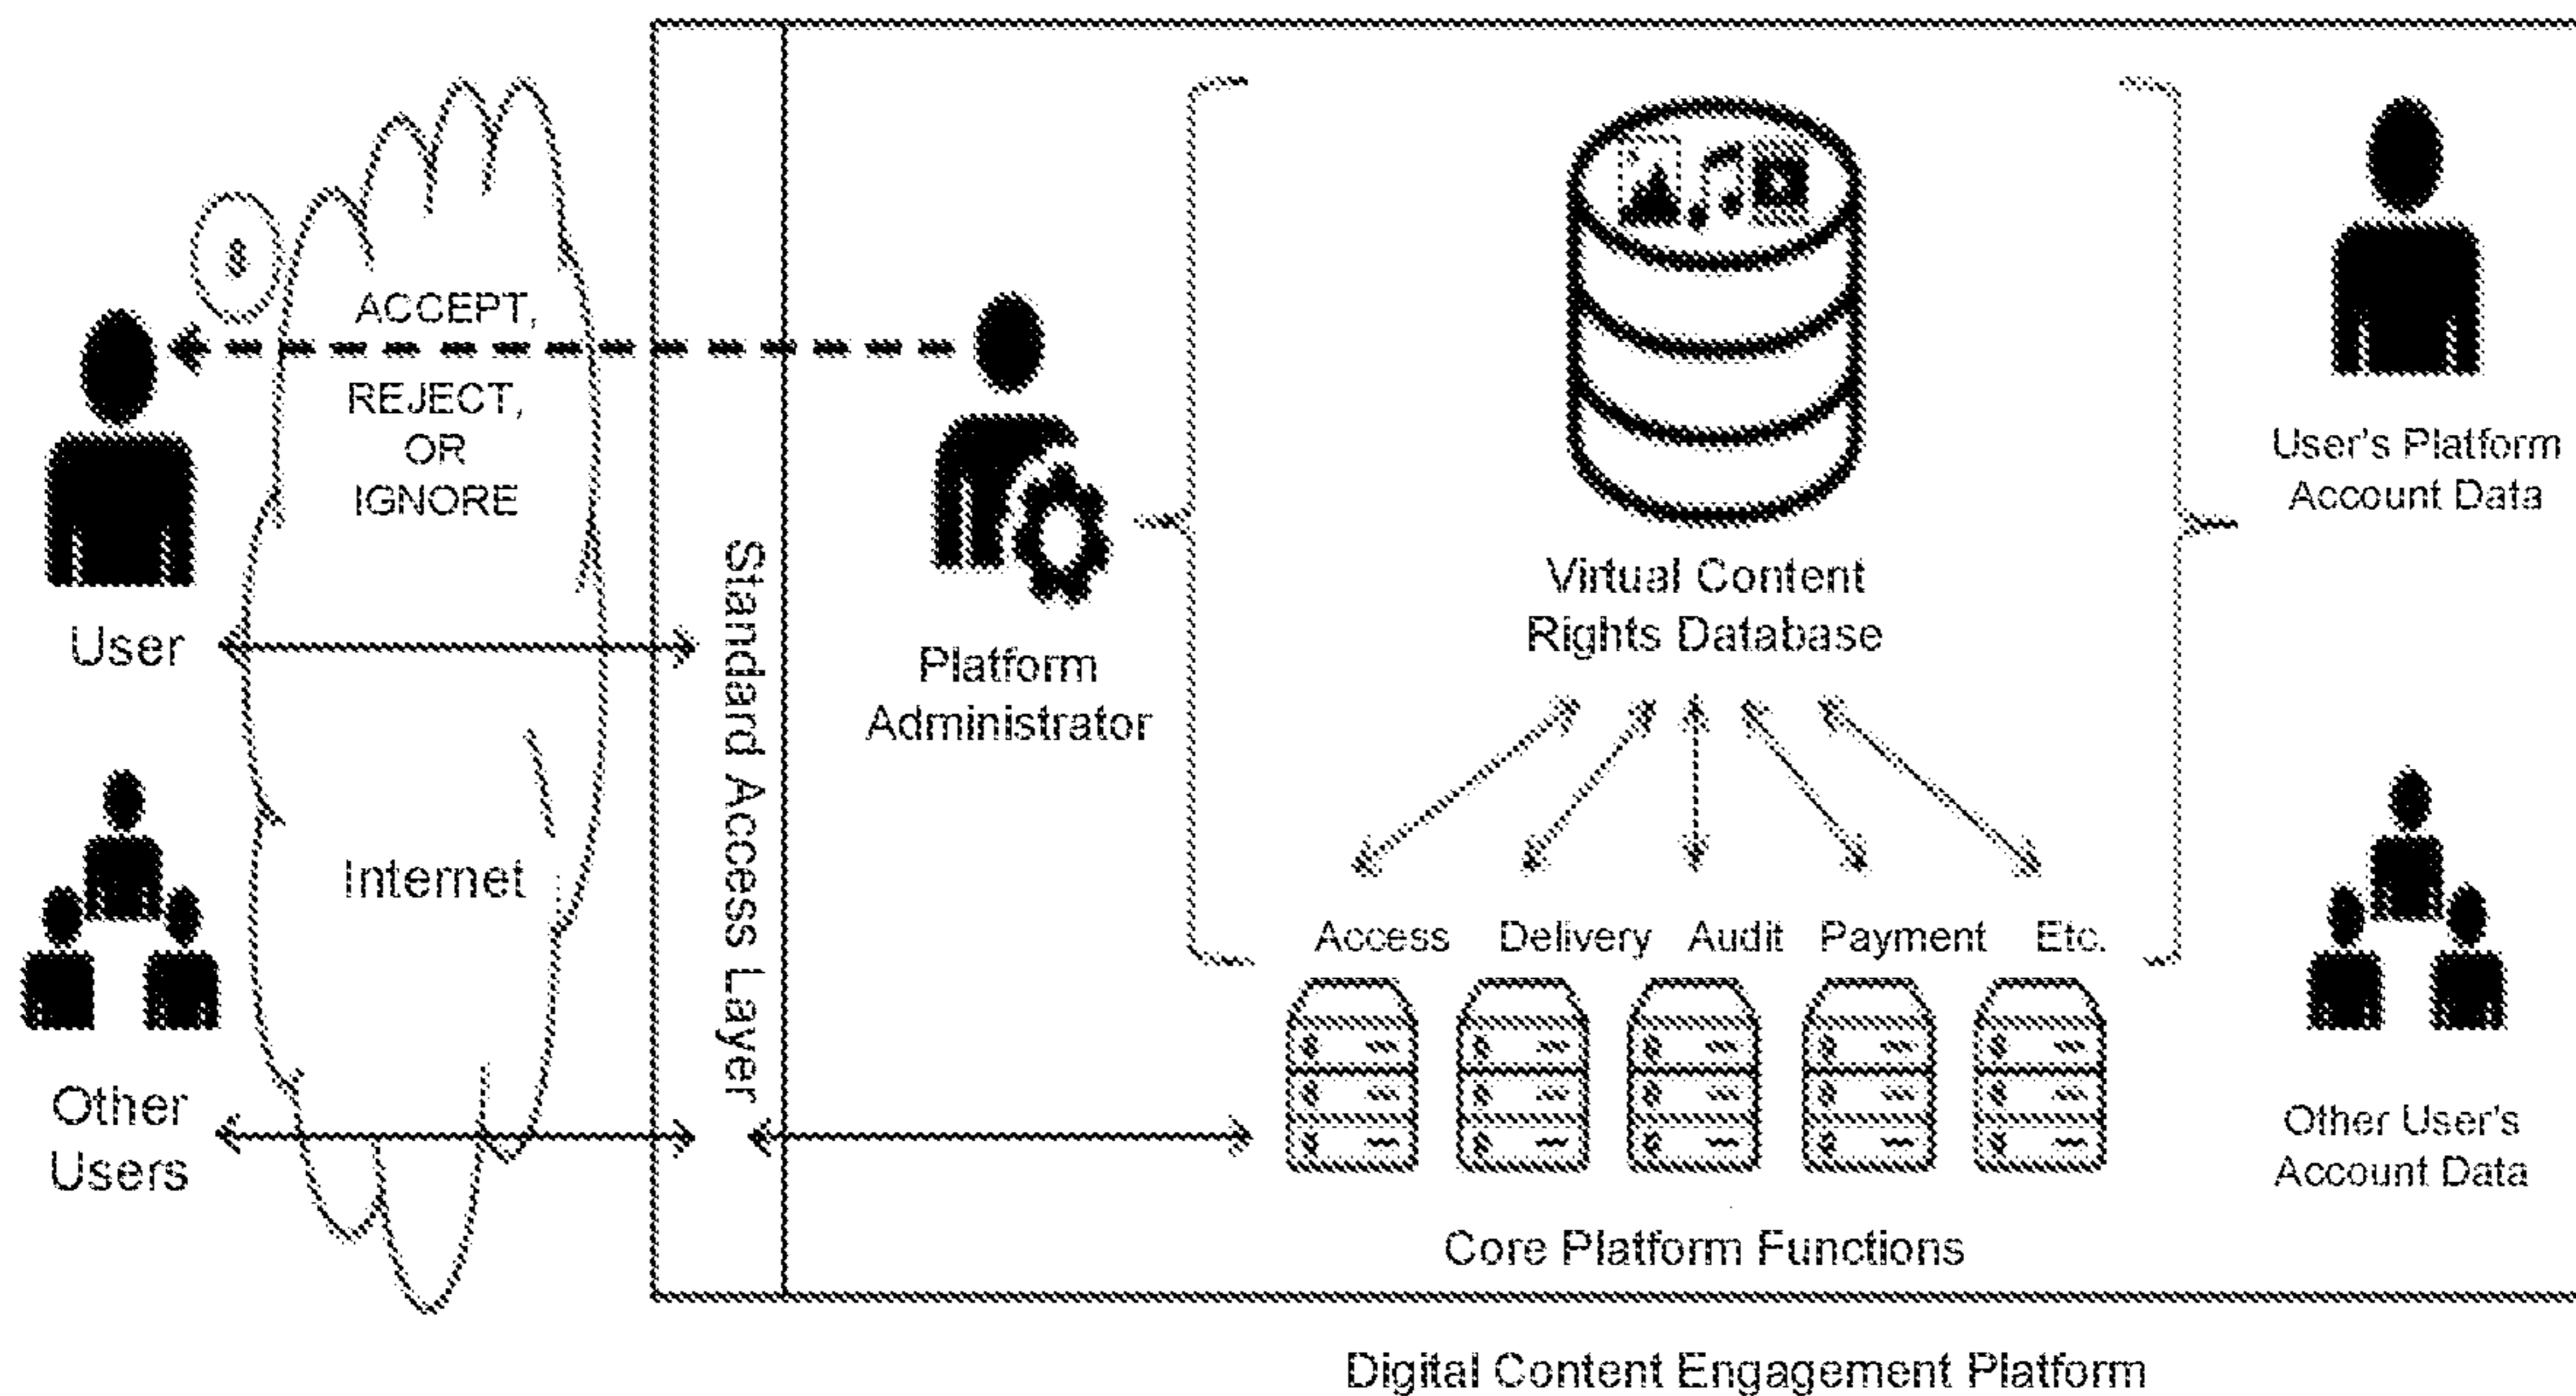 ACCEPT,
REJECT,
OR
IGNORE
User
Other
Users
Internet
Standard Access Layer
Platform
Administrator
Virtual Content
Rights Database
Access Delivery Audit Payment Etc.
Core Platform Functions
User's Platform
Account Data
Other User's
Account Data
Digital Content Engagement Platform